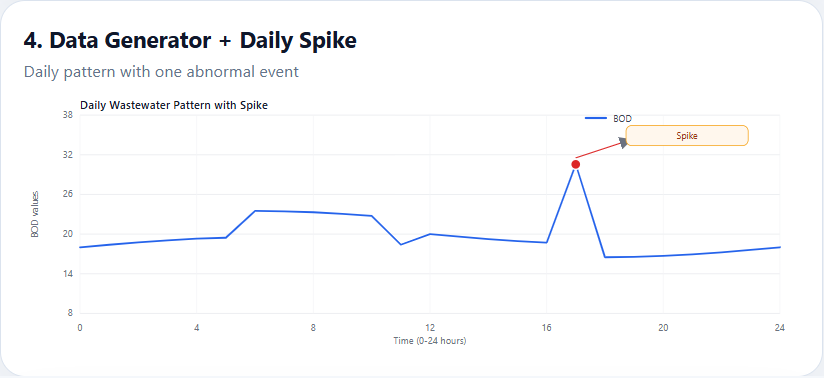 4. Data Generator + Daily Spike
Daily pattern with one abnormal event
Daily Wastewater Pattern with Spike
BOD
Spike
38
32
26
20
14
8
BOD values
0 4 8 12 16 20 24
Time (0-24 hours)